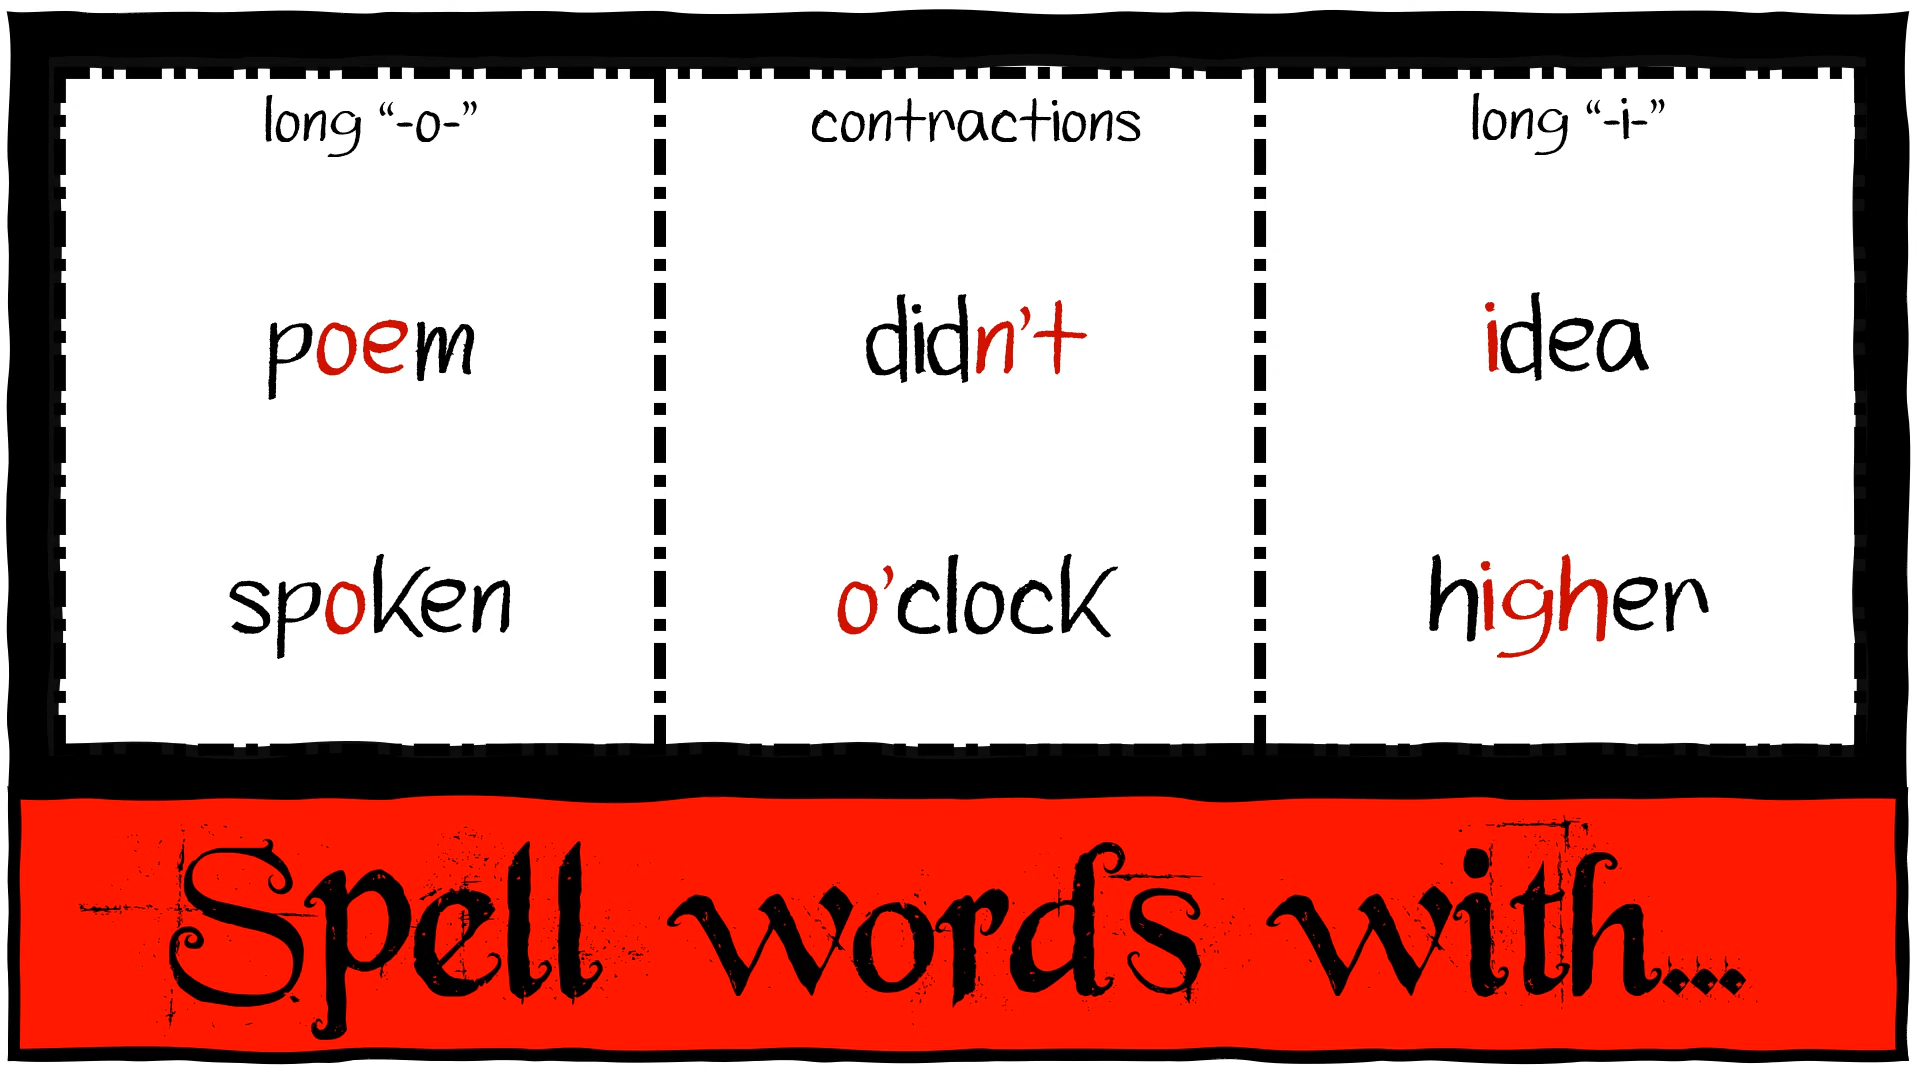 long “-o-”
poem
spoken
contractions
didn’t
o’clock
long “-i-”
idea
higher
Spell words with...